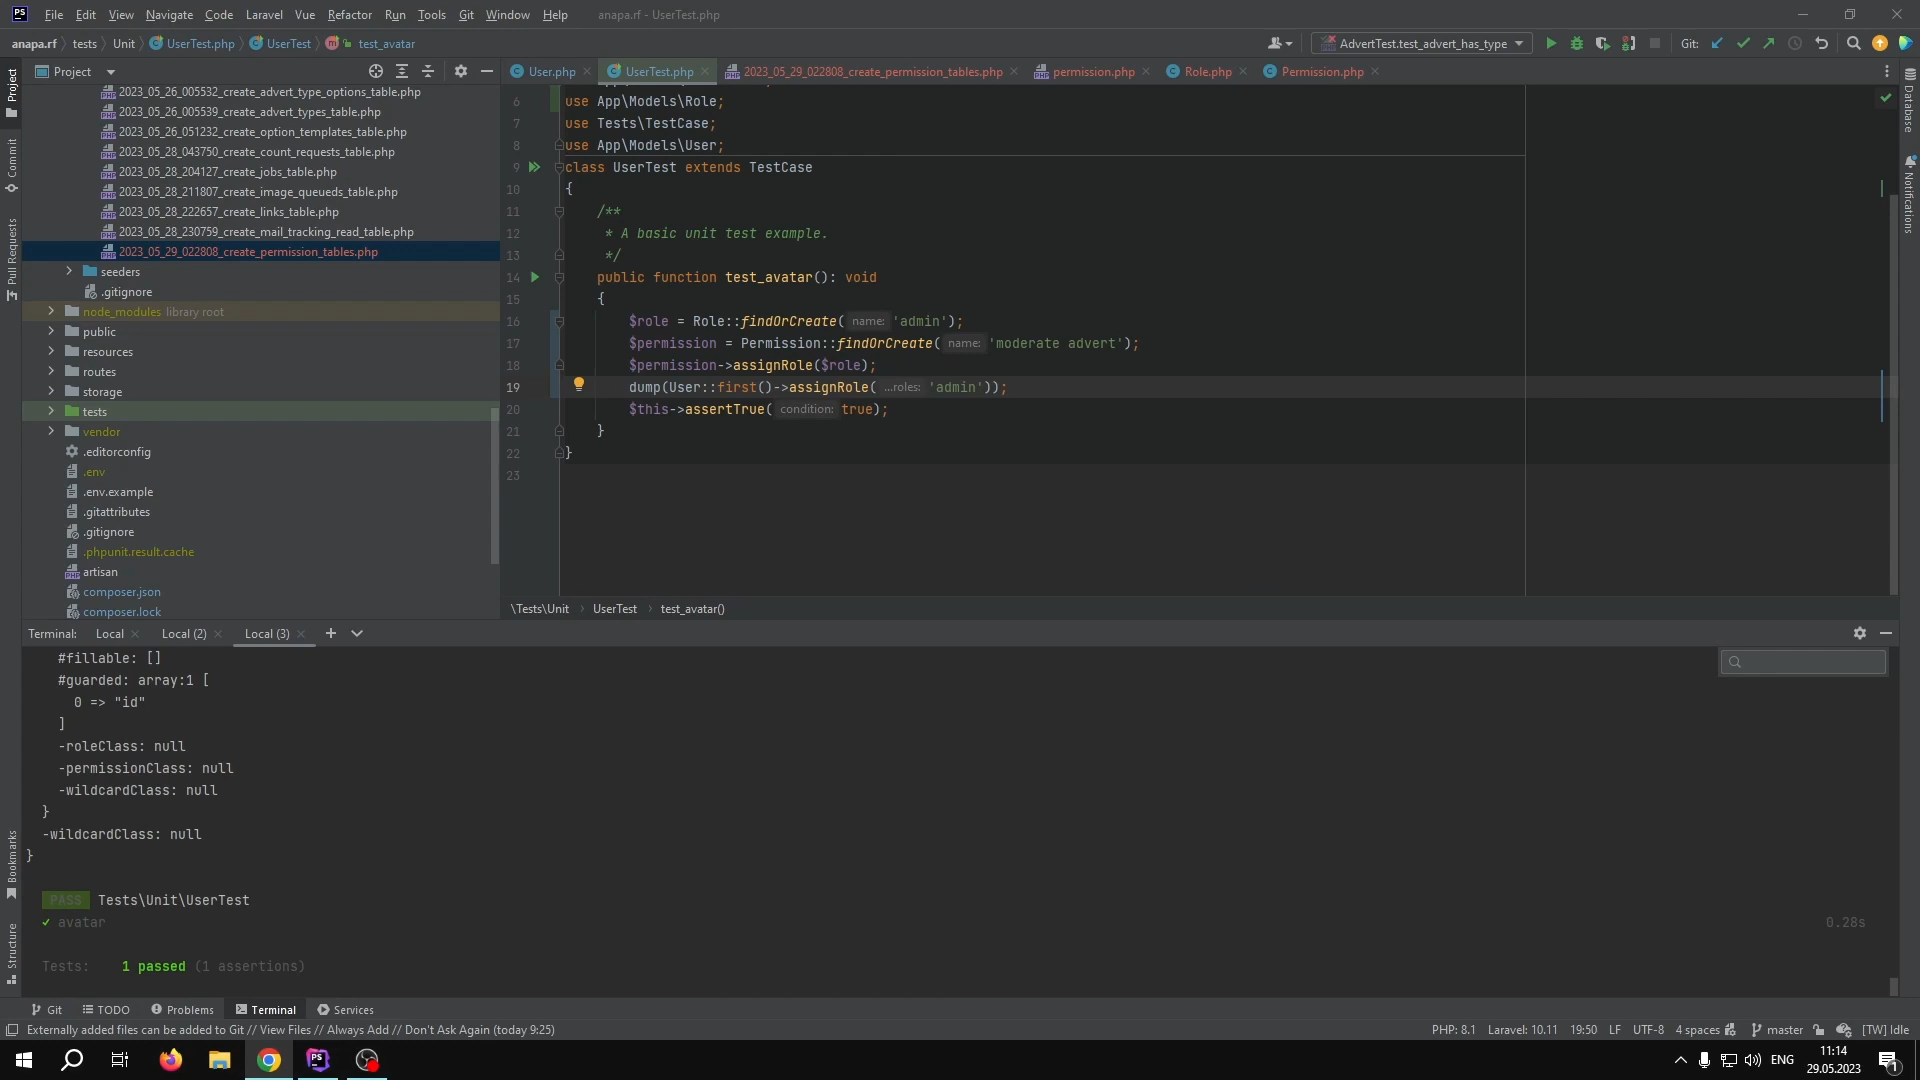 File Edit View Navigate Code Laravel Vue Refactor Run Tools Git Window Help anapa.rf - UserTest.php
anapa.rf tests Unit UserTest.php UserTest test_avatar
AdvertTest.test_advert_has_type Git:
Project
User.php UserTest.php 2023_05_29_022808_create_permission_tables.php permission.php Role.php Permission.php
Project
Commit
Pull Requests
Bookmarks
Structure
2023_05_26_005532_create_advert_type_options_table.php
2023_05_26_005539_create_advert_types_table.php
2023_05_26_051232_create_option_templates_table.php
2023_05_28_043750_create_count_requests_table.php
2023_05_28_204127_create_jobs_table.php
2023_05_28_211807_create_image_queueds_table.php
2023_05_28_222657_create_links_table.php
2023_05_28_230759_create_mail_tracking_read_table.php
2023_05_29_022808_create_permission_tables.php
seeders
.gitignore
node_modules library root
public
resources
routes
storage
tests
vendor
.editorconfig
.env
.env.example
.gitattributes
.gitignore
.phpunit.result.cache
artisan
composer.json
composer.lock
6 use App\Models\Role;
7 use Tests\TestCase;
8 use App\Models\User;
9 class UserTest extends TestCase
10 {
11 /**
12 * A basic unit test example.
13 */
14 public function test_avatar(): void
15 {
16 $role = Role::findOrCreate( name: 'admin');
17 $permission = Permission::findOrCreate( name: 'moderate advert');
18 $permission->assignRole($role);
19 dump(User::first()->assignRole( ...roles: 'admin'));
20 $this->assertTrue( condition: true);
21 }
22 }
23
\Tests\Unit UserTest test_avatar()
Database
Notifications
Terminal: Local Local (2) Local (3)
#fillable: []
#guarded: array:1 [
0 => "id"
]
-roleClass: null
-permissionClass: null
-wildcardClass: null
}
-wildcardClass: null
}
PASS Tests\Unit\UserTest
✓ avatar 0.28s
Tests: 1 passed (1 assertions)
Git TODO Problems Terminal Services
Externally added files can be added to Git // View Files // Always Add // Don't Ask Again (today 9:25) PHP: 8.1 Laravel: 10.11 19:50 LF UTF-8 4 spaces master [TW] Idle
PS ENG 11:14
29.05.2023
1